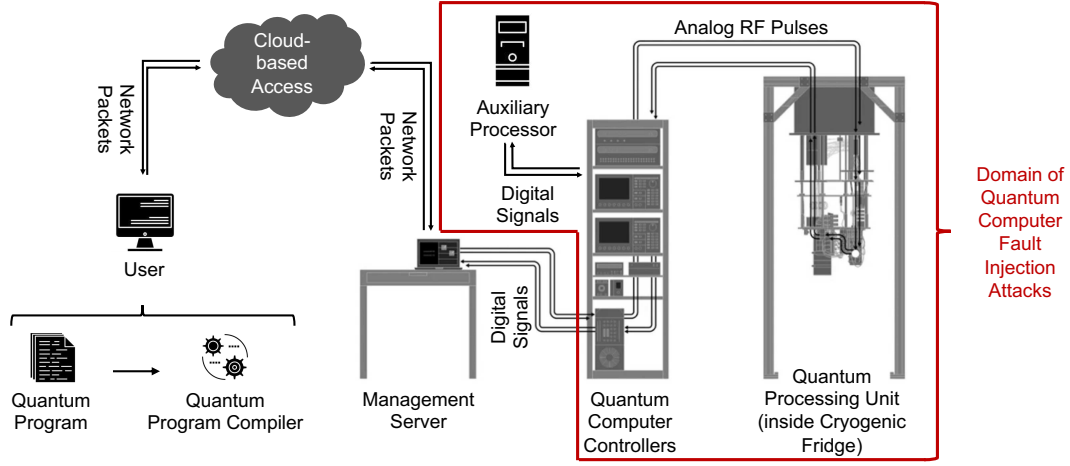 Cloud-
based
Access
Network
Packets
Network
Packets
User
Quantum
Program
Quantum
Program Compiler
Management
Server
Digital
Signals
Auxiliary
Processor
Digital
Signals
Analog RF Pulses
Quantum
Computer
Controllers
Quantum
Processing Unit
(inside Cryogenic
Fridge)
Domain of
Quantum
Computer
Fault
Injection
Attacks